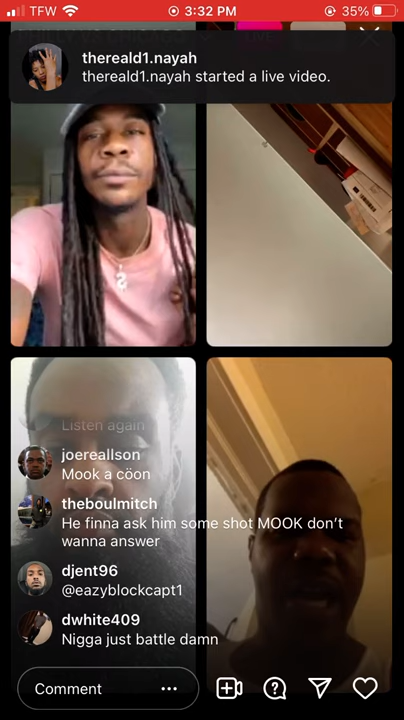 TFW 3:32 PM 35%
thereald1.nayah
thereald1.nayah started a live video.
Listen again
joereallson
Mook a cöon
theboulmitch
He finna ask him some shot MOOK don't
wanna answer
djent96
@eazyblockcapt1
dwhite409
Nigga just battle damn
Comment